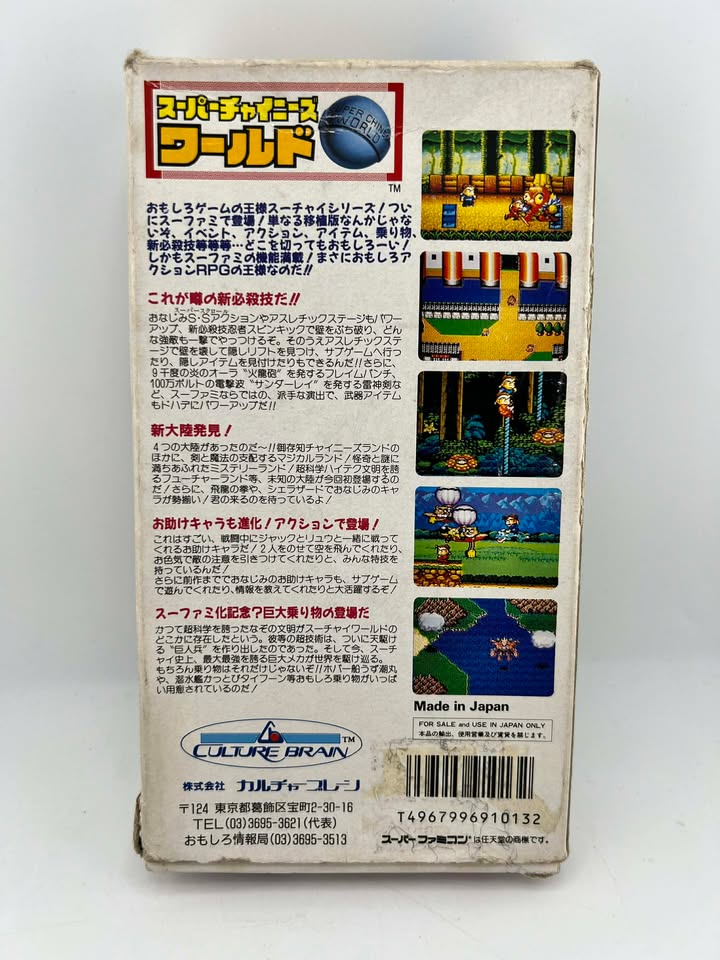 スーパーチャイニーズ
ワールド
SUPER CHINESE
WORLD
TM
おもしろゲームの王様スーチャイシリーズ!つい
にスーファミで登場!単なる移植版なんかじゃな
いぞ、イベント、アクション、アイテム、乗り物、
新必殺技等等等…どこを切ってもおもしろーい!
しかもスーファミの機能満載!まさにおもしろア
クションRPGの王様なのだ!!
これが噂の新必殺技だ!!
スーパースクロール
おなじみS・Sアクションやアスレチックステージもパワー
アップ、新必殺技忍者スピンキックで壁をぶち破り、どん
な強敵も一撃でやっつけるぞ。そのうえアスレチックステ
ージで壁を壊して隠しリフトを見つけ、サブゲームへ行っ
たり、隠しアイテムを見付けたりもできるんだ!!さらに、
9千度の炎のオーラ“火龍砲”を発するフレイムパンチ、
100万ボルトの電撃波“サンダーレイ”を発する雷神剣な
ど、スーファミならではの、派手な演出で、武器アイテム
もドハデにパワーアップだ!!
新大陸発見!
4つの大陸があったのだ〜!!御存知チャイニーズランドの
ほかに、剣と魔法の支配するマジカルランド!怪奇と謎に
満ちあふれたミステリーランド!超科学ハイテク文明を誇
るフューチャーランド等、未知の大陸が今回初登場するの
だ!さらに、飛龍の拳や、シェラザードでおなじみのキャ
ラが勢揃い!君の来るのを待っているよ!
お助けキャラも進化!アクションで登場!
これはすごい、戦闘中にジャックとリュウと一緒に戦って
くれるお助けキャラだ!2人をのせて空を飛んでくれたり、
お色気で敵の注意を引きつけてくれたりと、みんな特技を
持っているんだ!
さらに前作まででおなじみのお助けキャラも、サブゲーム
で遊んでくれたり、情報を教えてくれたりと大活躍するぞ!
スーファミ化記念?巨大乗り物の登場だ
かつて超科学を誇ったなぞの文明がスーチャイワールドの
どこかに存在したという。彼等の超技術は、ついに天駆け
る“巨人兵”を作り出したのであった。そして今、スーチ
ャイ史上、最大最強を誇る巨大メカが世界を駆け巡る。
もちろん乗り物はそれだけじゃないぞ!!ホバー船うず潮丸
や、潜水艦かっとびタイフーン等おもしろ乗り物がいっぱ
い用意されているのだ!
Made in Japan
FOR SALE and USE IN JAPAN ONLY
本品の輸出、使用営業及び賃貸を禁じます。
CULTURE BRAIN TM
株式会社 カルチャーブレーン
〒124 東京都葛飾区宝町2-30-16
TEL(03)3695-3621(代表)
おもしろ情報局(03)3695-3513
T4967996910132
スーパーファミコン®は任天堂の商標です。